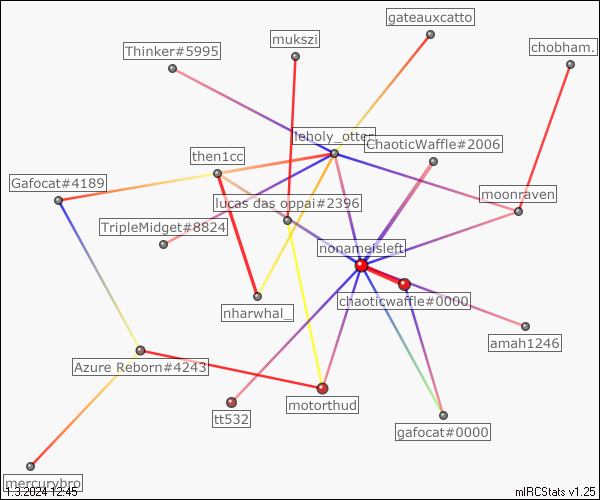 gateauxcatto
mukszi
chobham.
Thinker#5995
leholy_otter
ChaoticWaffle#2006
then1cc
Gafocat#4189
moonraven
lucas das oppai#2396
TripleMidget#8824
nonameisleft
chaoticwaffle#0000
nharwhal_
amah1246
Azure Reborn#4243
motorthud
tt532
gafocat#0000
mercurybro
1.3.2024 12:45
mIRCStats v1.25